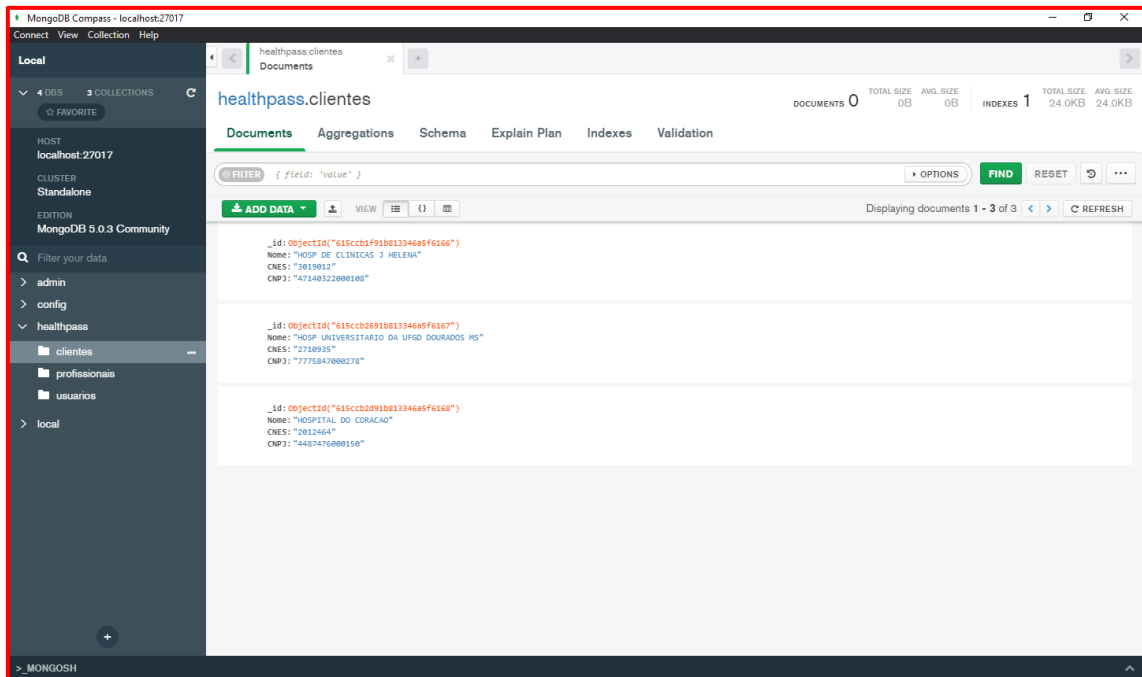 MongoDB Compass - localhost:27017
Connect View Collection Help
Local
4 DBS 3 COLLECTIONS
☆ FAVORITE
HOST
localhost:27017
CLUSTER
Standalone
EDITION
MongoDB 5.0.3 Community
Filter your data
admin
config
healthpass
clientes
profissionais
usuarios
local
>_MONGOSH
healthpass.clientes
Documents
healthpass.clientes
DOCUMENTS 0 TOTAL SIZE 0B AVG. SIZE 0B INDEXES 1 TOTAL SIZE 24.0KB AVG. SIZE 24.0KB
Documents Aggregations Schema Explain Plan Indexes Validation
FILTER { field: 'value' } OPTIONS FIND RESET
ADD DATA VIEW {} Displaying documents 1 - 3 of 3 < > REFRESH
_id: ObjectId("615ccb1f91b813346a5f6166")
Nome: "HOSP DE CLINICAS J HELENA"
CNES: "3019012"
CNPJ: "47140322000108"
_id: ObjectId("615ccb2691b813346a5f6167")
Nome: "HOSP UNIVERSITARIO DA UFGD DOURADOS MS"
CNES: "2710935"
CNPJ: "7775847000278"
_id: ObjectId("615ccb2d91b813346a5f6168")
Nome: "HOSPITAL DO CORACAO"
CNES: "2012464"
CNPJ: "4487476000150"